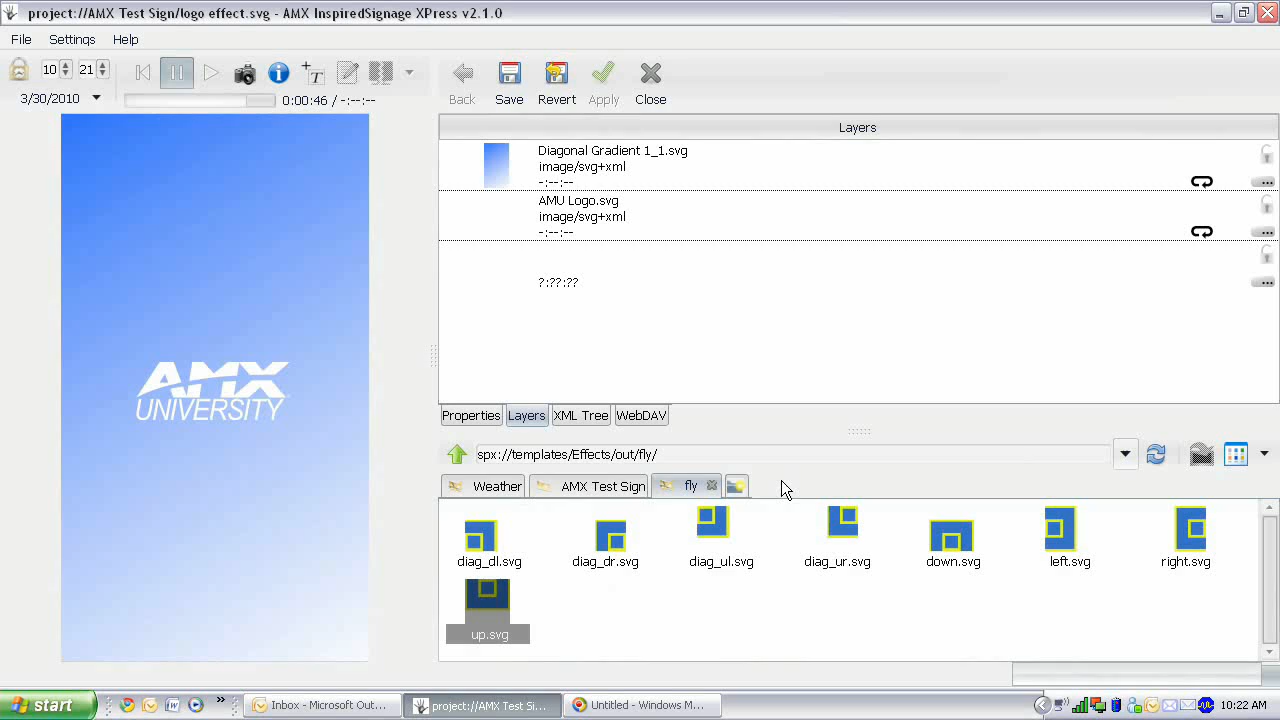 project://AMX Test Sign/logo effect.svg - AMX InspiredSignage XPress v2.1.0
File Settings Help
10 21
3/30/2010 0:00:46 / -:--:--
Back Save Revert Apply Close
Layers
Diagonal Gradient 1_1.svg
image/svg+xml
-:--:--
AMU Logo.svg
image/svg+xml
-:--:--
?:??:??
AMX
UNIVERSITY
Properties Layers XML Tree WebDAV
spx://templates/Effects/out/fly/
Weather AMX Test Sign fly
diag_dl.svg diag_dr.svg diag_ul.svg diag_ur.svg down.svg left.svg right.svg
up.svg
start Inbox - Microsoft Out... project://AMX Test Si... Untitled - Windows M... 10:22 AM